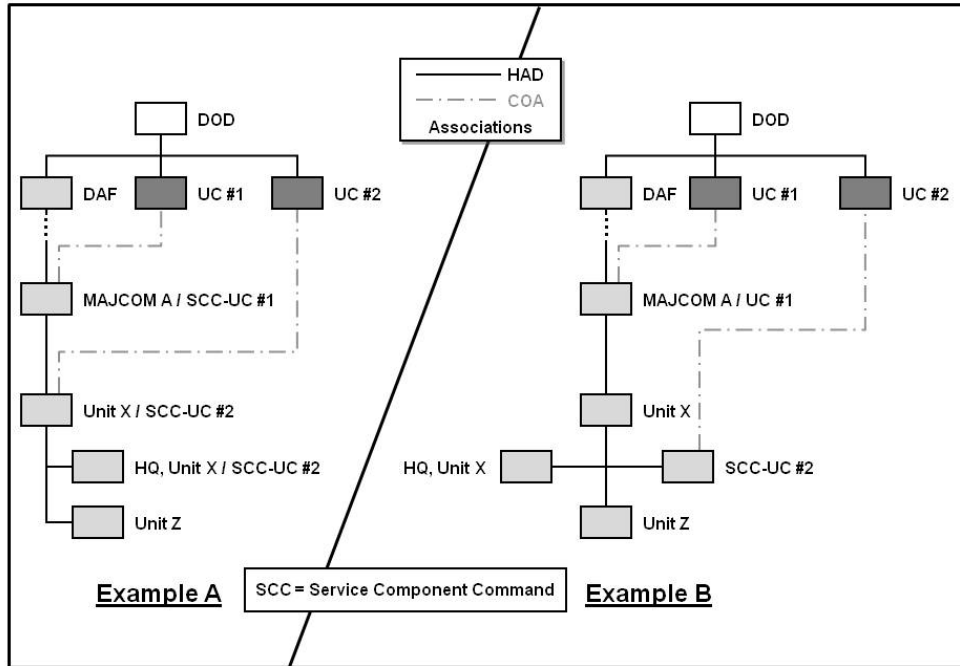 HAD
COA
Associations
DOD
DAF
UC #1
UC #2
MAJCOM A / SCC-UC #1
Unit X / SCC-UC #2
HQ, Unit X / SCC-UC #2
Unit Z
Example A
DOD
DAF
UC #1
UC #2
MAJCOM A / UC #1
Unit X
HQ, Unit X
SCC-UC #2
Unit Z
Example B
SCC = Service Component Command